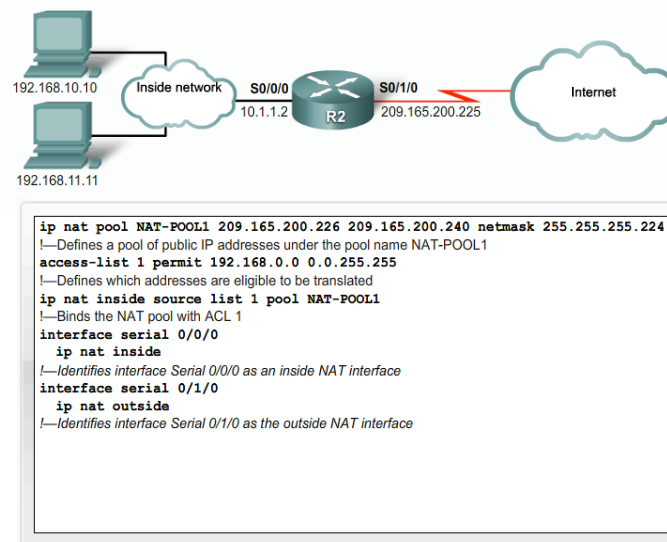 192.168.10.10
Inside network
S0/0/0
10.1.1.2
R2
S0/1/0
209.165.200.225
Internet
192.168.11.11
ip nat pool NAT-POOL1 209.165.200.226 209.165.200.240 netmask 255.255.255.224
!—Defines a pool of public IP addresses under the pool name NAT-POOL1
access-list 1 permit 192.168.0.0 0.0.255.255
!—Defines which addresses are eligible to be translated
ip nat inside source list 1 pool NAT-POOL1
!—Binds the NAT pool with ACL 1
interface serial 0/0/0
ip nat inside
!—Identifies interface Serial 0/0/0 as an inside NAT interface
interface serial 0/1/0
ip nat outside
!—Identifies interface Serial 0/1/0 as the outside NAT interface